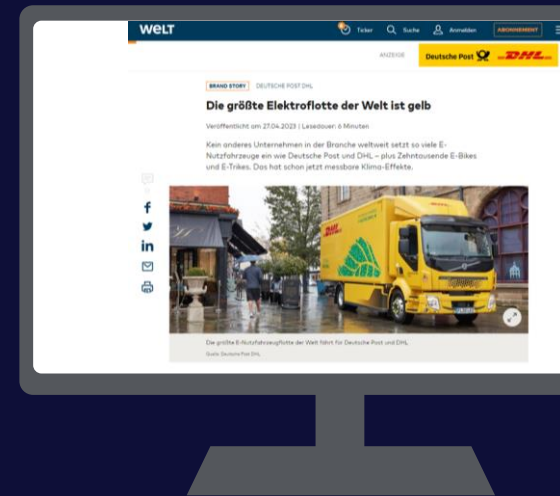 WELT
Ticker
Suche
Anmelden
ABONNEMENT
ANZEIGE
Deutsche Post
DHL
BRAND STORY
DEUTSCHE POST DHL
Die größte Elektroflotte der Welt ist gelb
Veröffentlicht am 27.04.2023 | Lesedauer: 6 Minuten
Kein anderes Unternehmen in der Branche weltweit setzt so viele E-
Nutzfahrzeuge ein wie Deutsche Post und DHL – plus Zehntausende E-Bikes
und E-Trikes. Das hat schon jetzt messbare Klima-Effekte.
DHL
Die größte E-Nutzfahrzeugflotte der Welt fährt für Deutsche Post und DHL
Quelle: Deutsche Post DHL